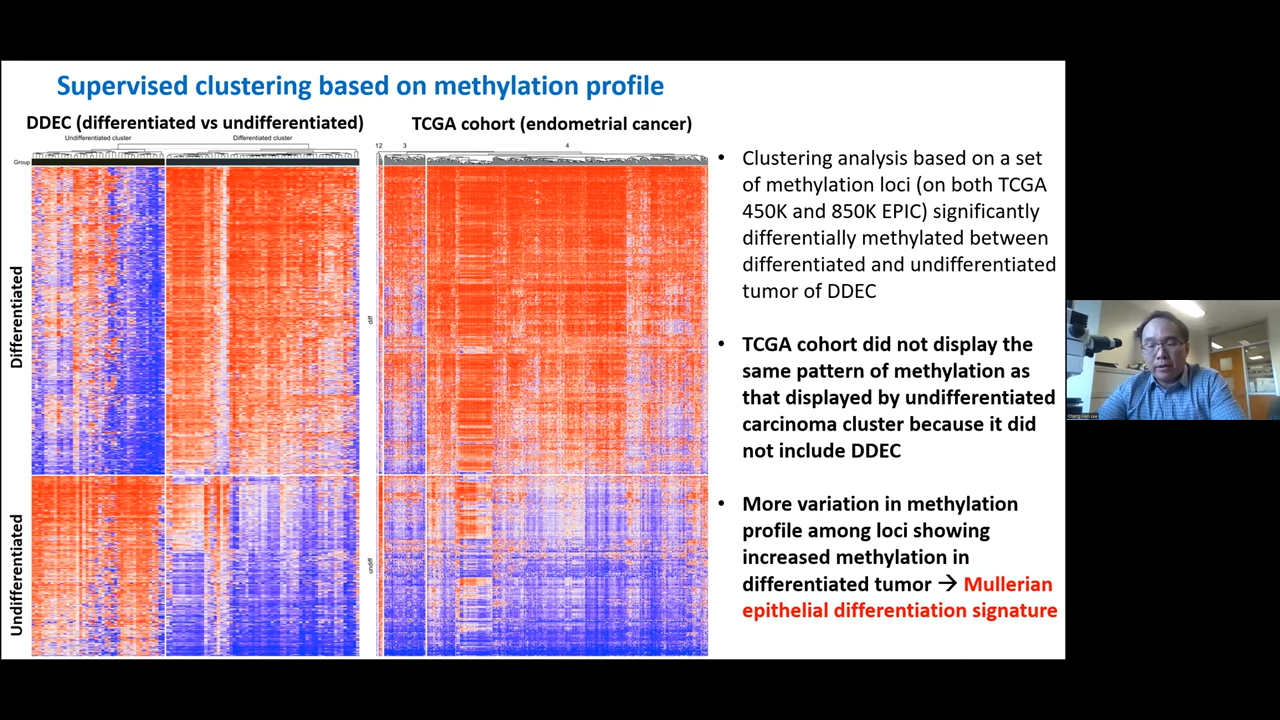 Supervised clustering based on methylation profile
DDEC (differentiated vs undifferentiated)
TCGA cohort (endometrial cancer)
Undifferentiated cluster
Differentiated cluster
12
3
4
Group
Differentiated
Undifferentiated
diff
undiff
• Clustering analysis based on a set
of methylation loci (on both TCGA
450K and 850K EPIC) significantly
differentially methylated between
differentiated and undifferentiated
tumor of DDEC
• TCGA cohort did not display the
same pattern of methylation as
that displayed by undifferentiated
carcinoma cluster because it did
not include DDEC
• More variation in methylation
profile among loci showing
increased methylation in
differentiated tumor → Mullerian
epithelial differentiation signature
Cheng-Han Lee